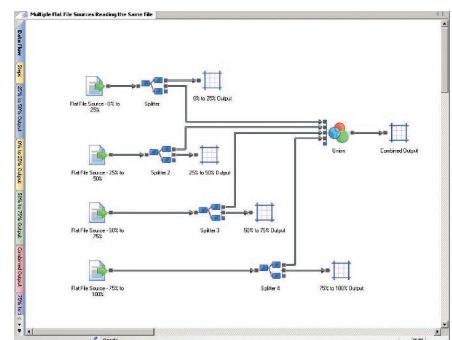 Multiple Flat File Sources Reading the Same File
Data Flow
Steps
25% to 50% Output
0% to 25% Output
50% to 75% Output
Combined Output
75% to 1
Flat File Source - 0% to
25%
Splitter
0% to 25% Output
Flat File Source - 25% to
50%
Splitter 2
25% to 50% Output
Union
Combined Output
Flat File Source - 50% to
75%
Splitter 3
50% to 75% Output
Flat File Source - 75% to
100%
Splitter 4
75% to 100% Output